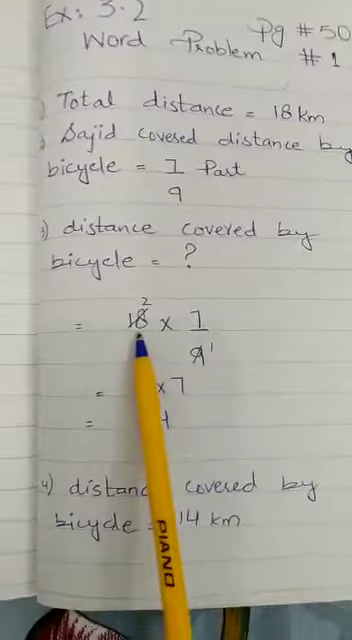 Ex: 3.2
Pg # 50
Word Problem # 1
1) Total distance = 18 km
) Sajid covered distance by
bicycle = 7 Part
9
3) distance covered by
bicycle = ?
= 18 2 × 7
9 1
= × 7
=
4) distanc covered by
bicycle = 14 km
PIANO